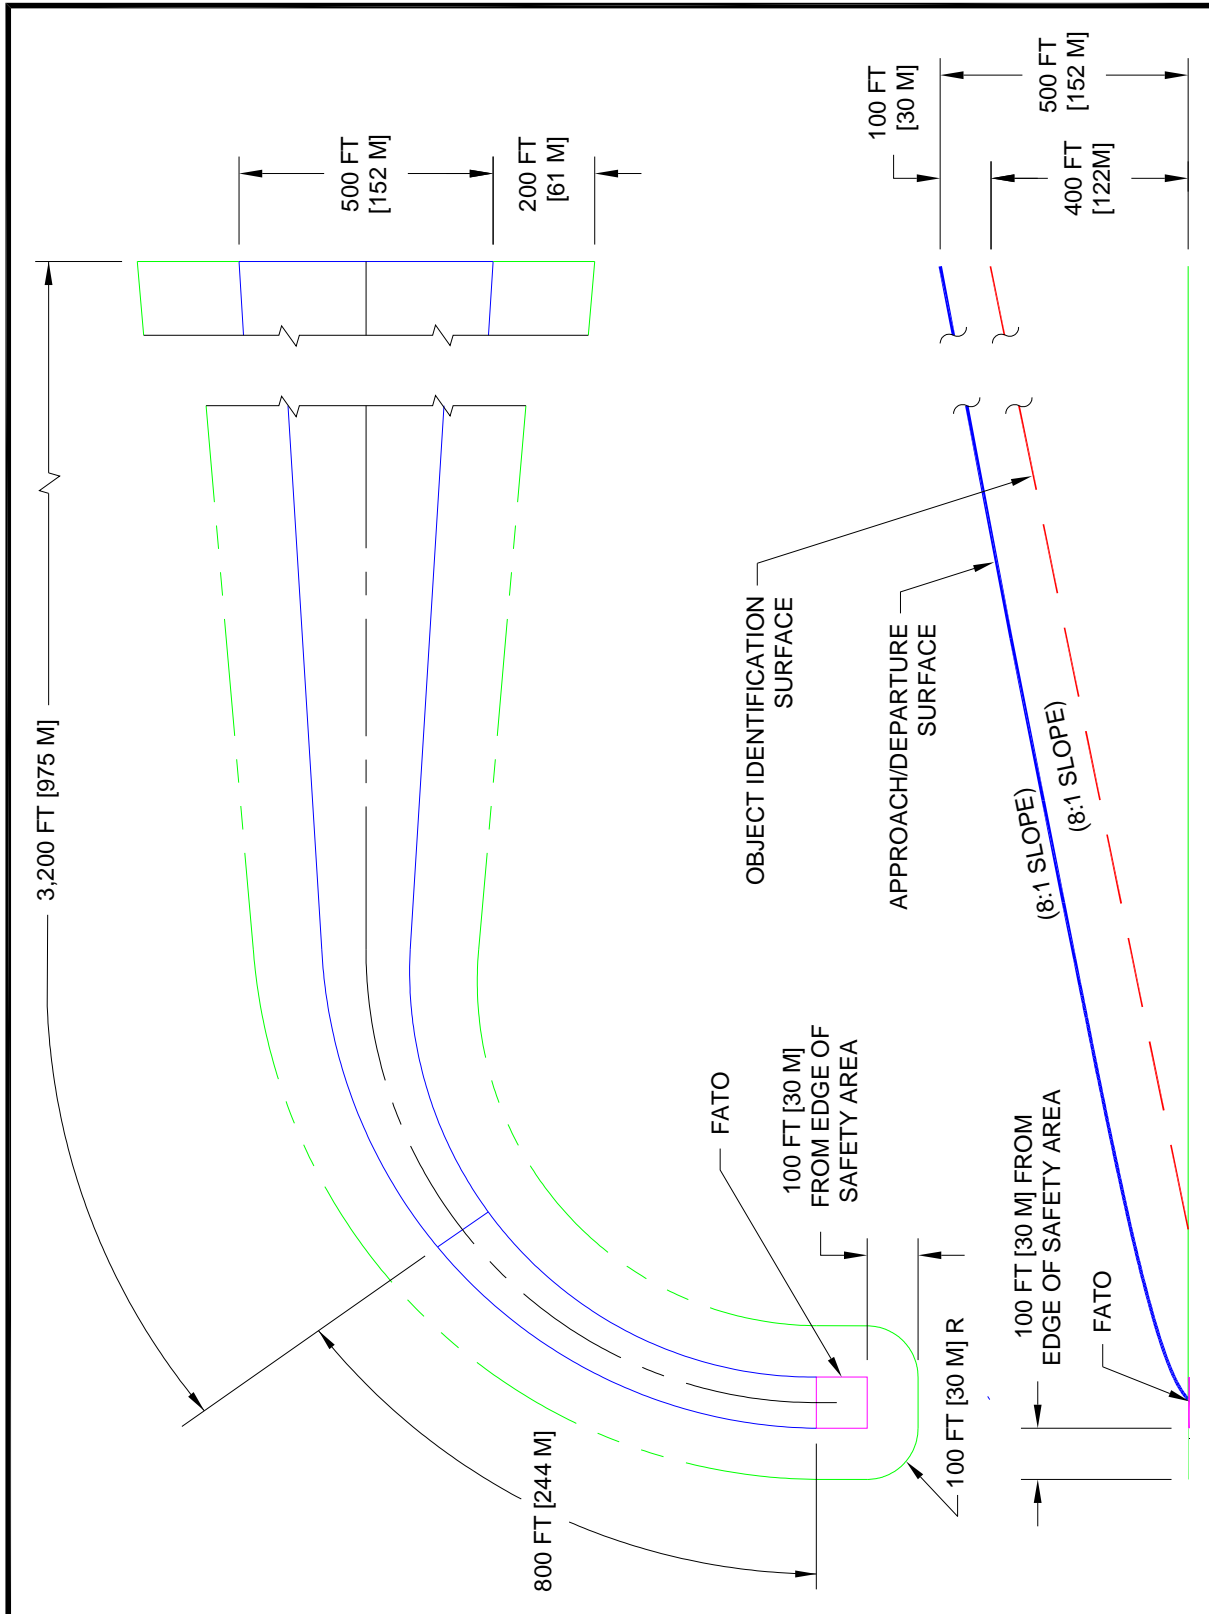 3,200 FT [975 M]
500 FT
[152 M]
200 FT
[61 M]
100 FT
[30 M]
500 FT
[152 M]
400 FT
[122M]
OBJECT IDENTIFICATION
SURFACE
APPROACH/DEPARTURE
SURFACE
(8:1 SLOPE)
(8:1 SLOPE)
800 FT [244 M]
FATO
100 FT [30 M]
FROM EDGE OF
SAFETY AREA
100 FT [30 M] R
100 FT [30 M] FROM
EDGE OF SAFETY AREA
FATO